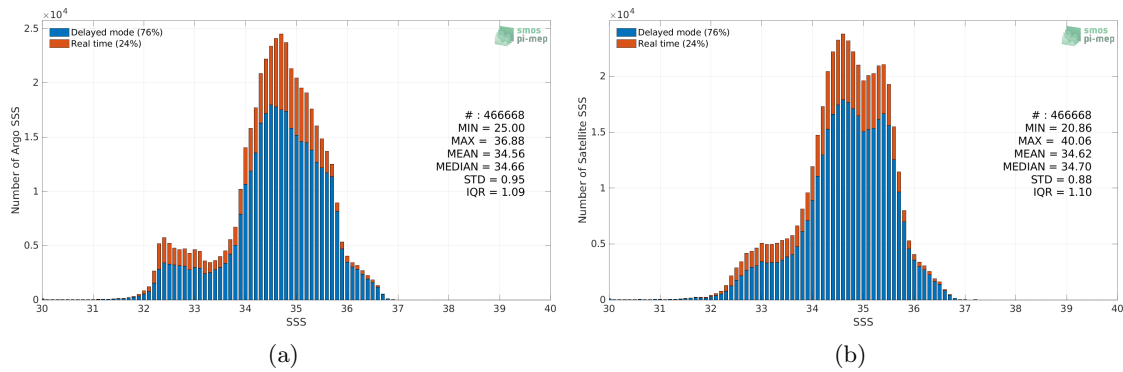 ×10⁴
Delayed mode (76%)
Real time (24%)
smos
pi-mep
# : 466668
MIN = 25.00
MAX = 36.88
MEAN = 34.56
MEDIAN = 34.66
STD = 0.95
IQR = 1.09
Number of Argo SSS
2.5
2
1.5
1
0.5
0
30 31 32 33 34 35 36 37 38 39 40
SSS
(a)
×10⁴
Delayed mode (76%)
Real time (24%)
smos
pi-mep
# : 466668
MIN = 20.86
MAX = 40.06
MEAN = 34.62
MEDIAN = 34.70
STD = 0.88
IQR = 1.10
Number of Satellite SSS
2
1.5
1
0.5
0
30 31 32 33 34 35 36 37 38 39 40
SSS
(b)